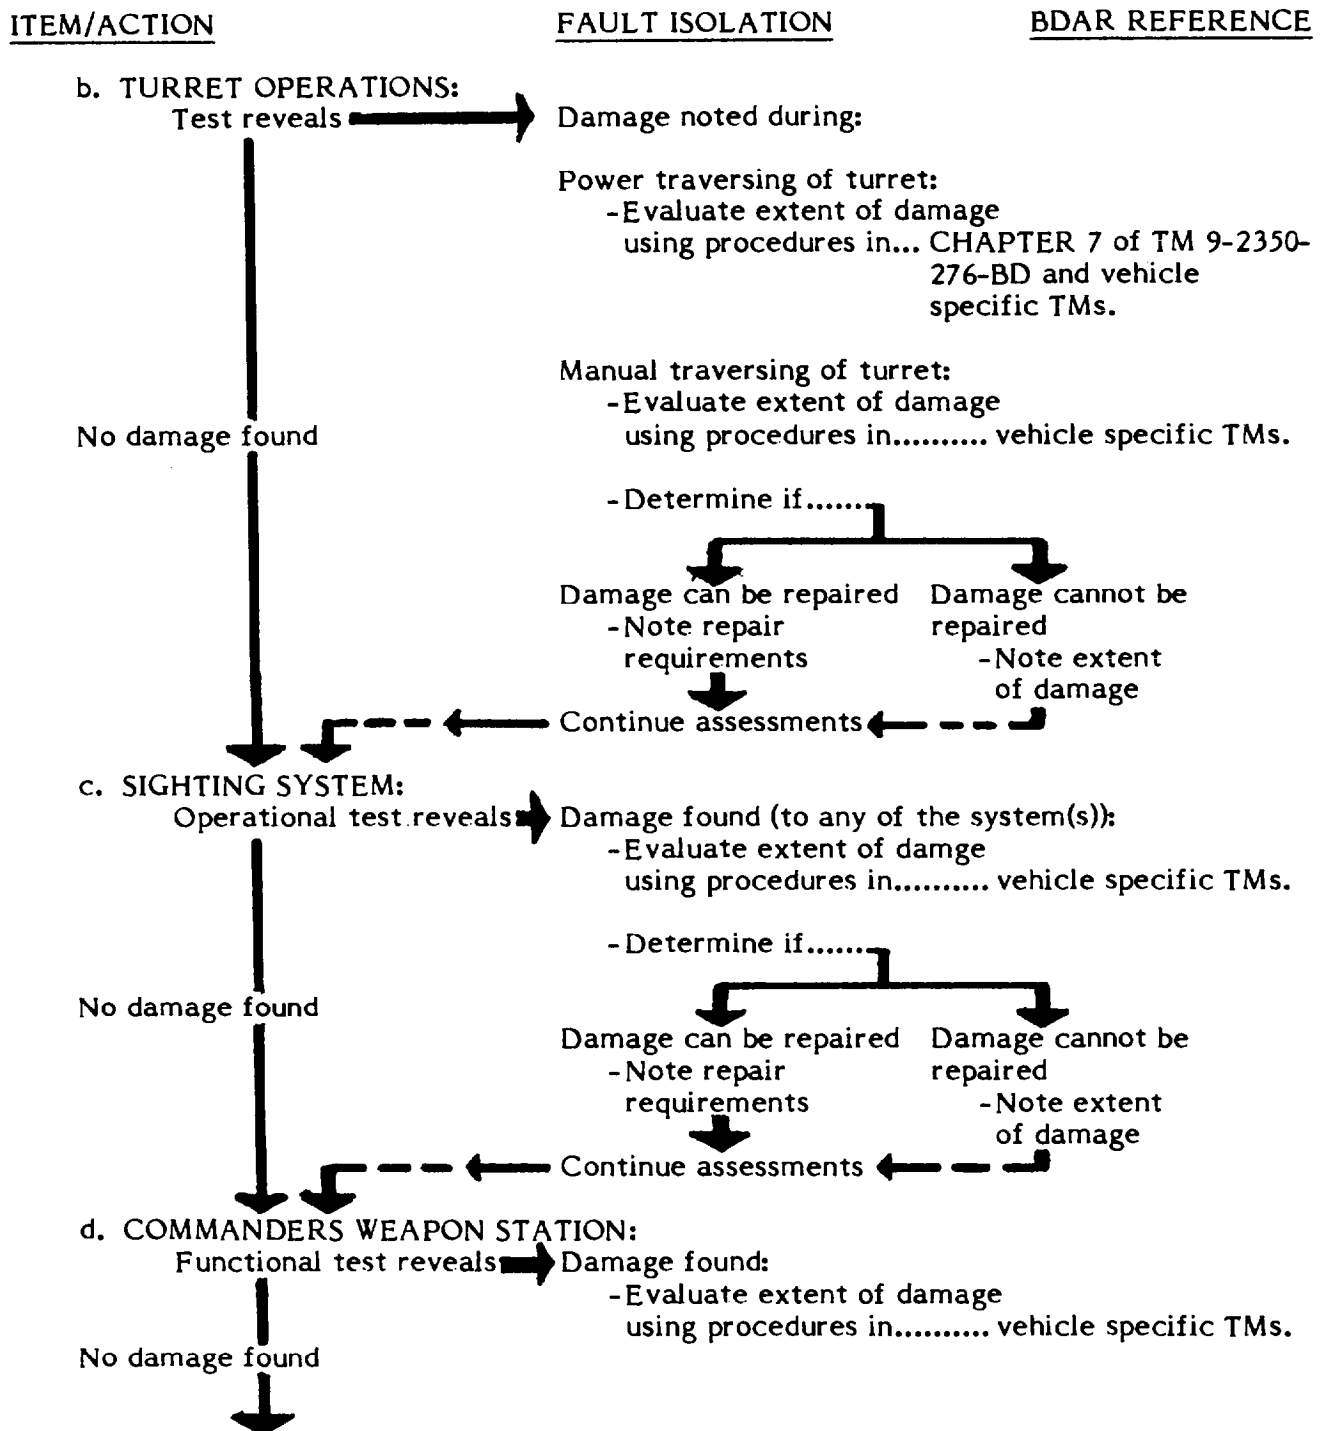 ITEM/ACTION FAULT ISOLATION BDAR REFERENCE
b. TURRET OPERATIONS:
Test reveals Damage noted during:
Power traversing of turret:
-Evaluate extent of damage
using procedures in... CHAPTER 7 of TM 9-2350-
276-BD and vehicle
specific TMs.
Manual traversing of turret:
-Evaluate extent of damage
No damage found using procedures in.......... vehicle specific TMs.
-Determine if.......
Damage can be repaired Damage cannot be
-Note repair repaired
requirements -Note extent
of damage
Continue assessments
c. SIGHTING SYSTEM:
Operational test reveals Damage found (to any of the system(s)):
-Evaluate extent of damge
using procedures in.......... vehicle specific TMs.
-Determine if.......
No damage found
Damage can be repaired Damage cannot be
-Note repair repaired
requirements -Note extent
of damage
Continue assessments
d. COMMANDERS WEAPON STATION:
Functional test reveals Damage found:
-Evaluate extent of damage
using procedures in.......... vehicle specific TMs.
No damage found